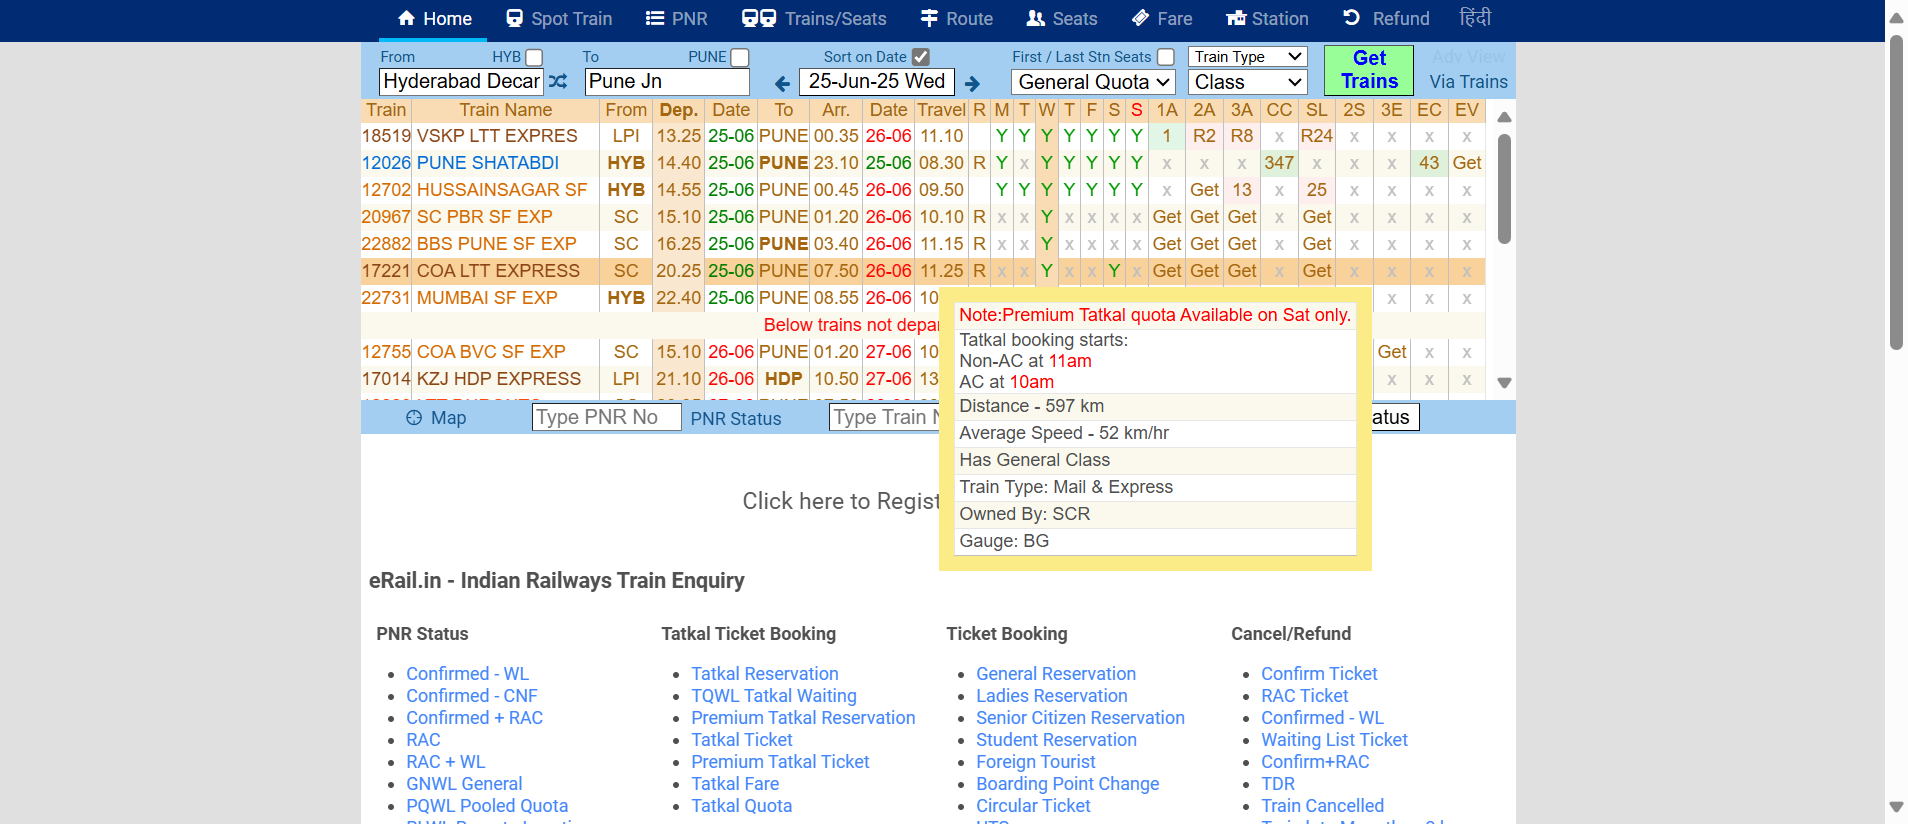 Home Spot Train PNR Trains/Seats Route Seats Fare Station Refund हिंदी
From HYB To PUNE Sort on Date First / Last Stn Seats Train Type Get Trains Adv View
Hyderabad Decan Pune Jn 25-Jun-25 Wed General Quota Class Via Trains
Train Train Name From Dep. Date To Arr. Date Travel R M T W T F S S 1A 2A 3A CC SL 2S 3E EC EV
18519 VSKP LTT EXPRES LPI 13.25 25-06 PUNE 00.35 26-06 11.10 Y Y Y Y Y Y Y 1 R2 R8 x R24 x x x x
12026 PUNE SHATABDI HYB 14.40 25-06 PUNE 23.10 25-06 08.30 R Y x Y Y Y Y Y x x x 347 x x x 43 Get
12702 HUSSAINSAGAR SF HYB 14.55 25-06 PUNE 00.45 26-06 09.50 Y Y Y Y Y Y Y x Get 13 x 25 x x x x
20967 SC PBR SF EXP SC 15.10 25-06 PUNE 01.20 26-06 10.10 R x x Y x x x x Get Get Get x Get x x x x
22882 BBS PUNE SF EXP SC 16.25 25-06 PUNE 03.40 26-06 11.15 R x x Y x x x x Get Get Get x Get x x x x
17221 COA LTT EXPRESS SC 20.25 25-06 PUNE 07.50 26-06 11.25 R x x Y x x Y x Get Get Get x Get x x x x
22731 MUMBAI SF EXP HYB 22.40 25-06 PUNE 08.55 26-06 10 x x x
Below trains not depar
12755 COA BVC SF EXP SC 15.10 26-06 PUNE 01.20 27-06 10 Get x x
17014 KZJ HDP EXPRESS LPI 21.10 26-06 HDP 10.50 27-06 13 x x x
Note:Premium Tatkal quota Available on Sat only.
Tatkal booking starts:
Non-AC at 11am
AC at 10am
Distance - 597 km
Average Speed - 52 km/hr
Has General Class
Train Type: Mail & Express
Owned By: SCR
Gauge: BG
Map Type PNR No PNR Status Type Train N atus
Click here to Regist
eRail.in - Indian Railways Train Enquiry
PNR Status
Confirmed - WL
Confirmed - CNF
Confirmed + RAC
RAC
RAC + WL
GNWL General
PQWL Pooled Quota
Tatkal Ticket Booking
Tatkal Reservation
TQWL Tatkal Waiting
Premium Tatkal Reservation
Tatkal Ticket
Premium Tatkal Ticket
Tatkal Fare
Tatkal Quota
Ticket Booking
General Reservation
Ladies Reservation
Senior Citizen Reservation
Student Reservation
Foreign Tourist
Boarding Point Change
Circular Ticket
Cancel/Refund
Confirm Ticket
RAC Ticket
Confirmed - WL
Waiting List Ticket
Confirm+RAC
TDR
Train Cancelled